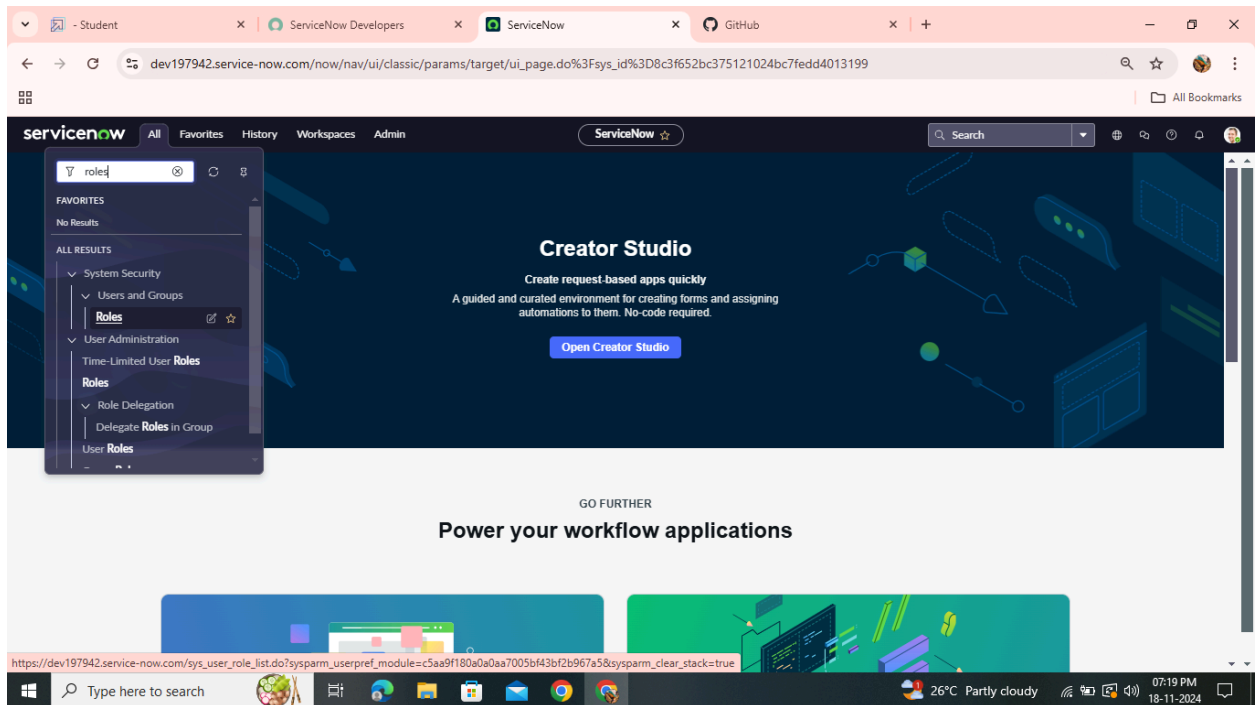 - Student
ServiceNow Developers
ServiceNow
GitHub
dev197942.service-now.com/now/nav/ui/classic/params/target/ui_page.do%3Fsys_id%3D8c3f652bc375121024bc7fedd4013199
All Bookmarks
servicenow
All
Favorites
History
Workspaces
Admin
ServiceNow
Search
roles
FAVORITES
No Results
ALL RESULTS
System Security
Users and Groups
Roles
User Administration
Time-Limited User Roles
Roles
Role Delegation
Delegate Roles in Group
User Roles
Creator Studio
Create request-based apps quickly
A guided and curated environment for creating forms and assigning
automations to them. No-code required.
Open Creator Studio
GO FURTHER
Power your workflow applications
https://dev197942.service-now.com/sys_user_role_list.do?sysparm_userpref_module=c5aa9f180a0a0aa7005bf43bf2b967a5&sysparm_clear_stack=true
Type here to search
26°C Partly cloudy
07:19 PM
18-11-2024